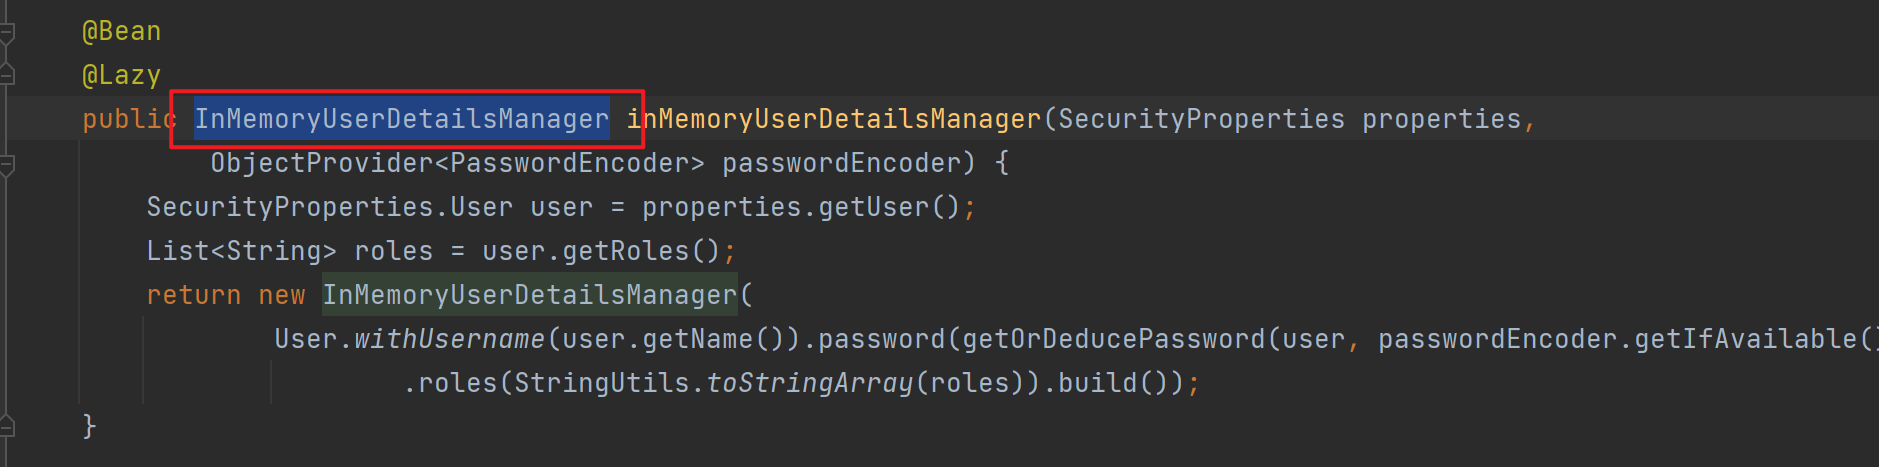 @Bean
@Lazy
public InMemoryUserDetailsManager inMemoryUserDetailsManager(SecurityProperties properties,
ObjectProvider<PasswordEncoder> passwordEncoder) {
SecurityProperties.User user = properties.getUser();
List<String> roles = user.getRoles();
return new InMemoryUserDetailsManager(
User.withUsername(user.getName()).password(getOrDeducePassword(user, passwordEncoder.getIfAvailable()
.roles(StringUtils.toStringArray(roles)).build());
}